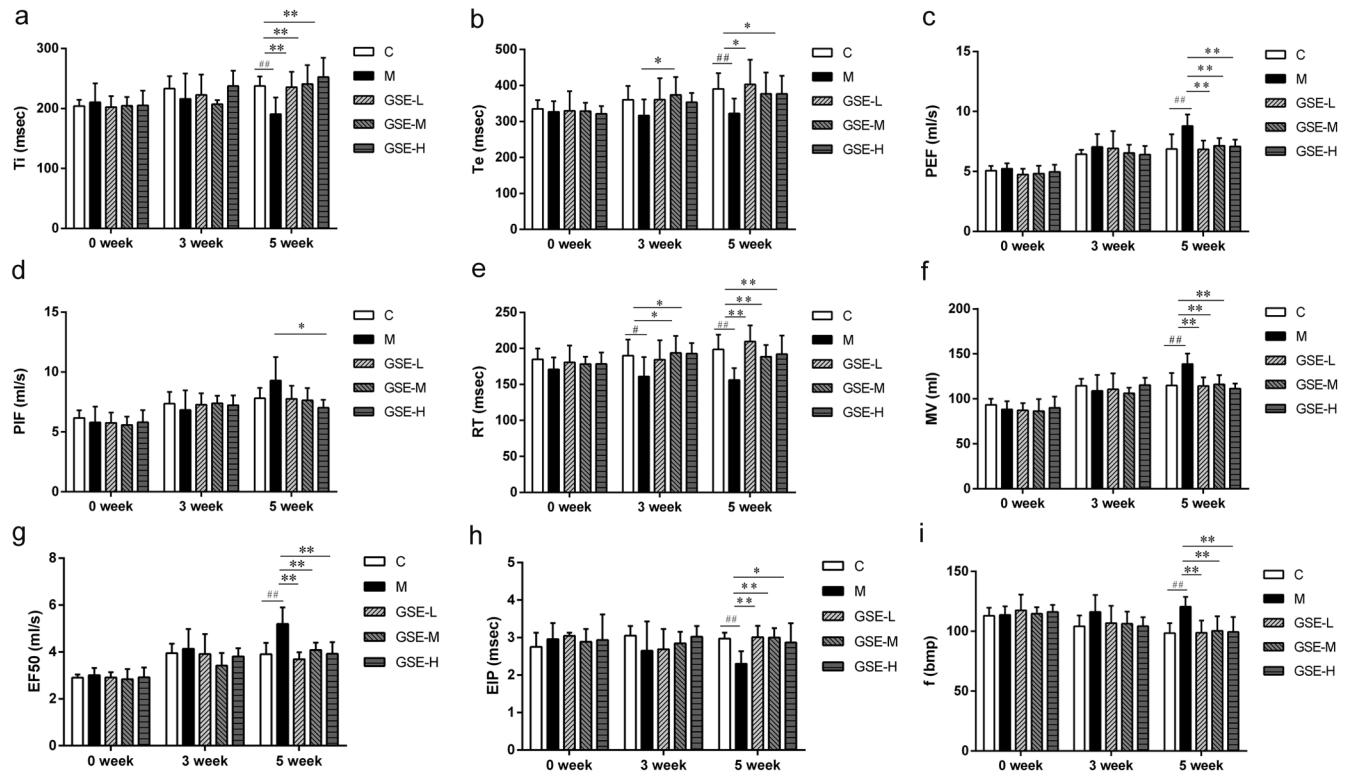 a
**
**
**
##
300
200
100
0
Ti (msec)
0 week
3 week
5 week
C
M
GSE-L
GSE-M
GSE-H
b
*
*
*
##
500
400
300
200
100
0
Te (msec)
0 week
3 week
5 week
C
M
GSE-L
GSE-M
GSE-H
c
**
**
**
##
15
10
5
0
PEF (ml/s)
0 week
3 week
5 week
C
M
GSE-L
GSE-M
GSE-H
d
*
15
10
5
0
PIF (ml/s)
0 week
3 week
5 week
C
M
GSE-L
GSE-M
GSE-H
e
*
*
#
**
**
**
##
250
200
150
100
50
0
RT (msec)
0 week
3 week
5 week
C
M
GSE-L
GSE-M
GSE-H
f
**
**
**
##
200
150
100
50
0
MV (ml)
0 week
3 week
5 week
C
M
GSE-L
GSE-M
GSE-H
g
**
**
**
##
8
6
4
2
0
EF50 (ml/s)
0 week
3 week
5 week
C
M
GSE-L
GSE-M
GSE-H
h
*
**
**
##
5
4
3
2
1
0
EIP (msec)
0 week
3 week
5 week
C
M
GSE-L
GSE-M
GSE-H
i
**
**
**
##
150
100
50
0
f (bmp)
0 week
3 week
5 week
C
M
GSE-L
GSE-M
GSE-H